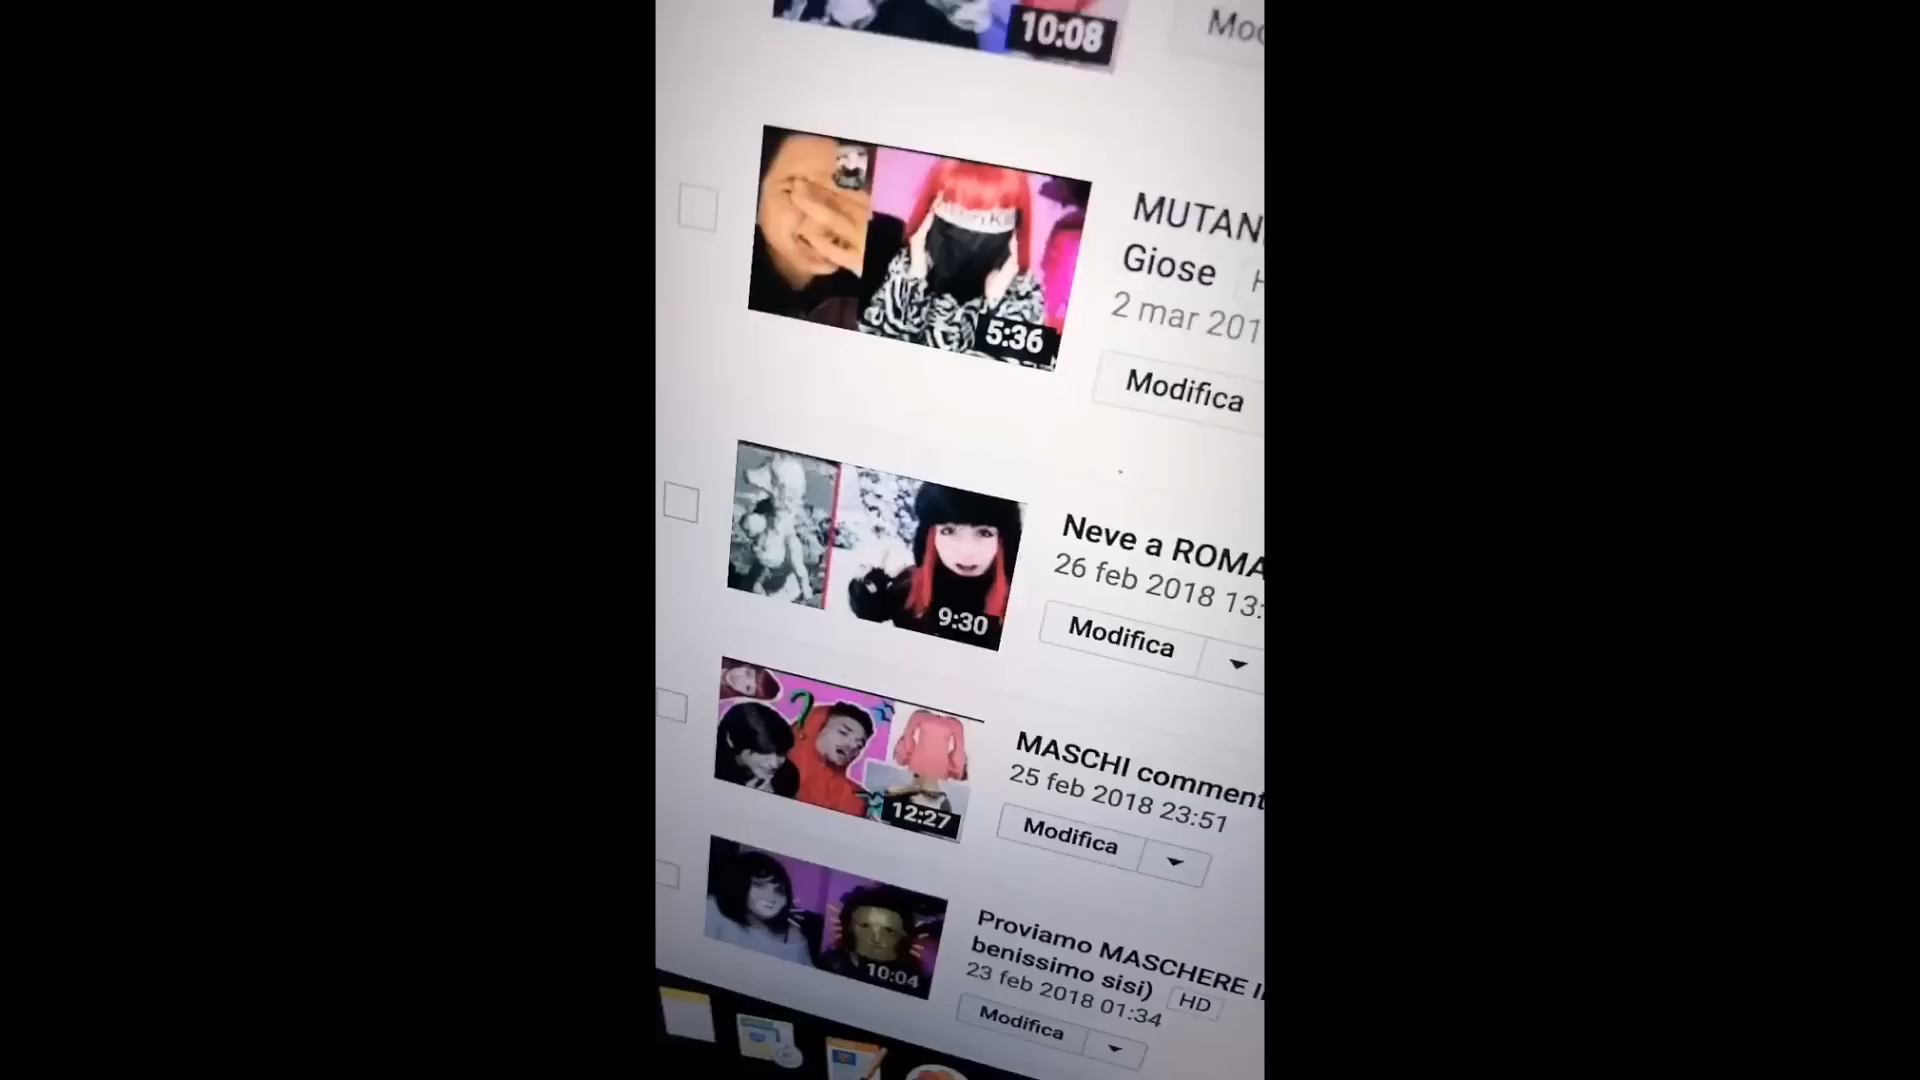 10:08
5:36
Giose
2 mar 201
Modifica
9:30
Neve a ROMA
26 feb 2018 13:
Modifica
12:27
MASCHI comment
25 feb 2018 23:51
Modifica
10:04
Proviamo MASCHERE
benissimo sisi) HD
23 feb 2018 01:34
Modifica